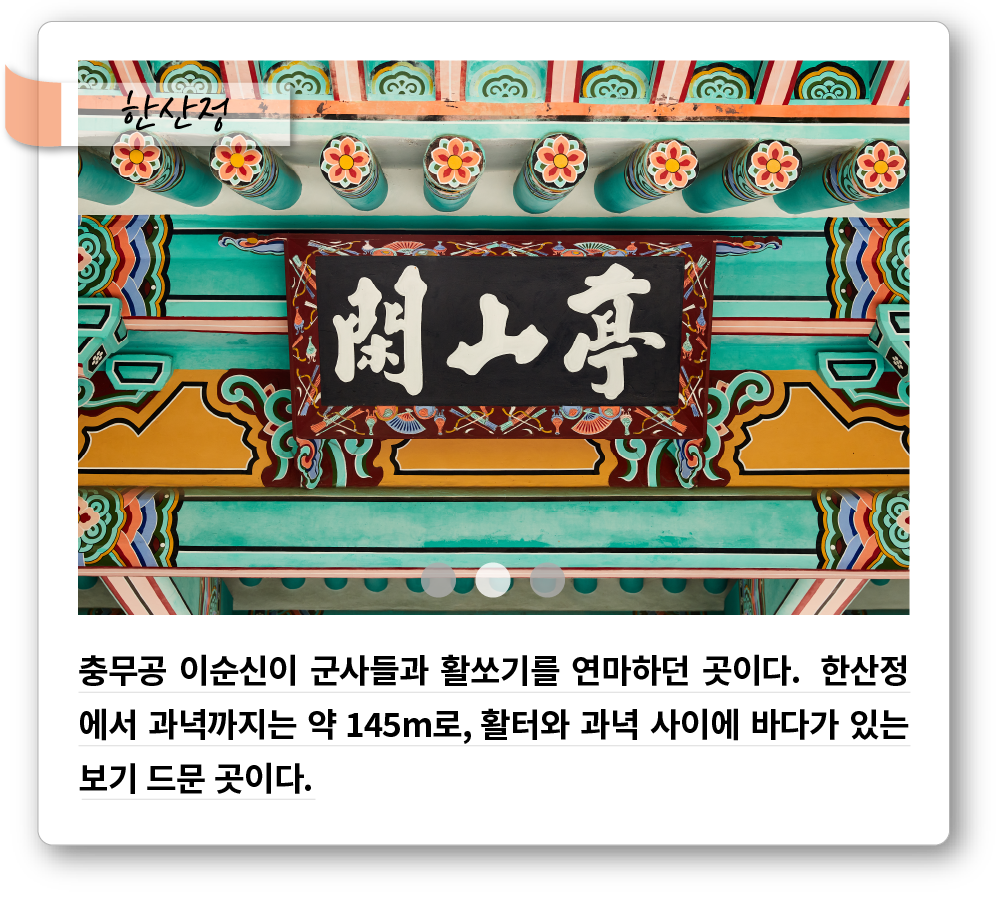 한산정
閑山亭
충무공 이순신이 군사들과 활쏘기를 연마하던 곳이다. 한산정
에서 과녁까지는 약 145m로, 활터와 과녁 사이에 바다가 있는
보기 드문 곳이다.